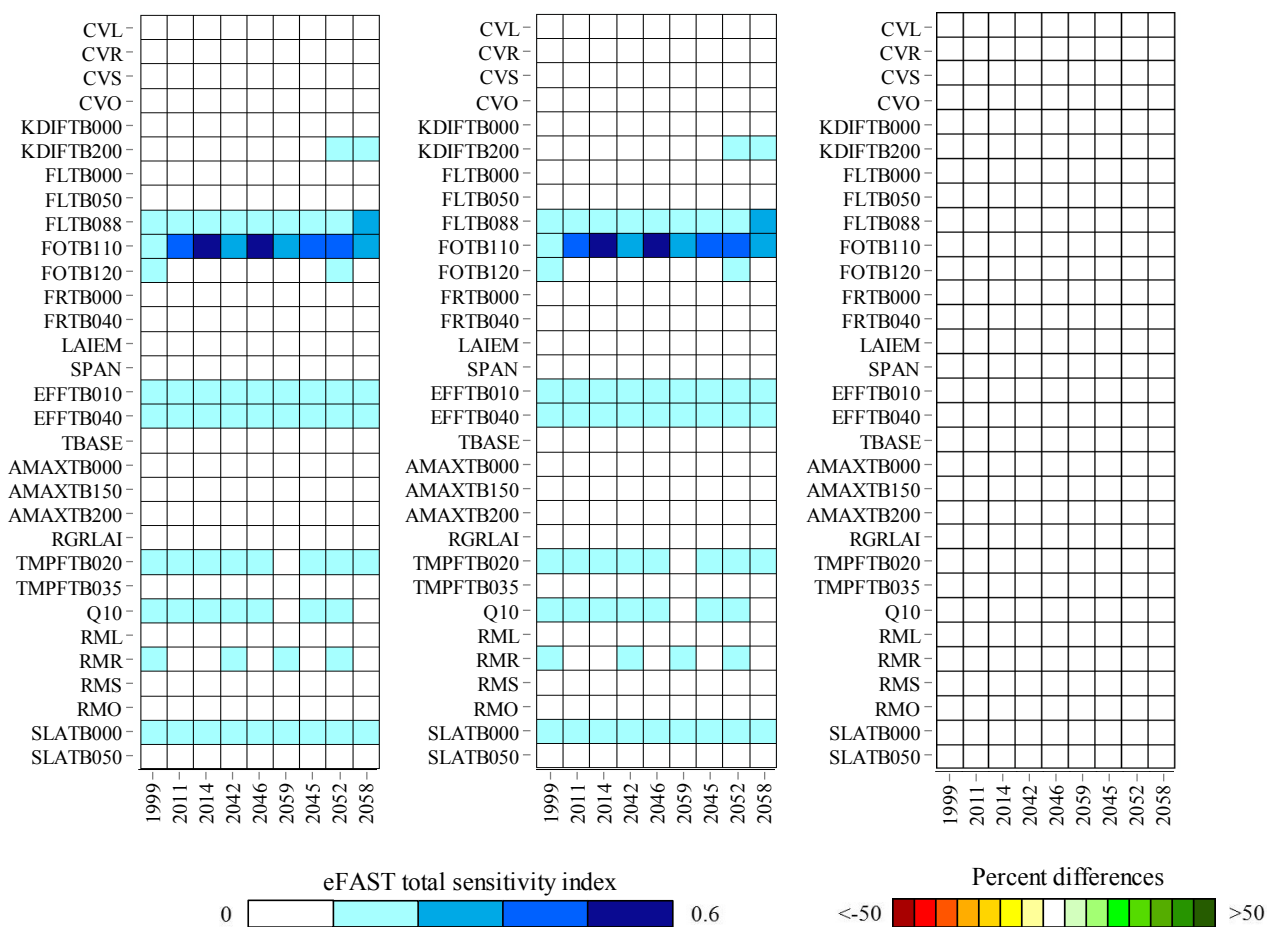 CVL
CVR
CVS
CVO
KDIFTB000
KDIFTB200
FLTB000
FLTB050
FLTB088
FOTB110
FOTB120
FRTB000
FRTB040
LAIEM
SPAN
EFFTB010
EFFTB040
TBASE
AMAXTB000
AMAXTB150
AMAXTB200
RGRLAI
TMPFTB020
TMPFTB035
Q10
RML
RMR
RMS
RMO
SLATB000
SLATB050
1999
2011
2014
2042
2046
2059
2045
2052
2058
CVL
CVR
CVS
CVO
KDIFTB000
KDIFTB200
FLTB000
FLTB050
FLTB088
FOTB110
FOTB120
FRTB000
FRTB040
LAIEM
SPAN
EFFTB010
EFFTB040
TBASE
AMAXTB000
AMAXTB150
AMAXTB200
RGRLAI
TMPFTB020
TMPFTB035
Q10
RML
RMR
RMS
RMO
SLATB000
SLATB050
1999
2011
2014
2042
2046
2059
2045
2052
2058
CVL
CVR
CVS
CVO
KDIFTB000
KDIFTB200
FLTB000
FLTB050
FLTB088
FOTB110
FOTB120
FRTB000
FRTB040
LAIEM
SPAN
EFFTB010
EFFTB040
TBASE
AMAXTB000
AMAXTB150
AMAXTB200
RGRLAI
TMPFTB020
TMPFTB035
Q10
RML
RMR
RMS
RMO
SLATB000
SLATB050
1999
2011
2014
2042
2046
2059
2045
2052
2058
eFAST total sensitivity index
0 0.6
Percent differences
<-50 >50